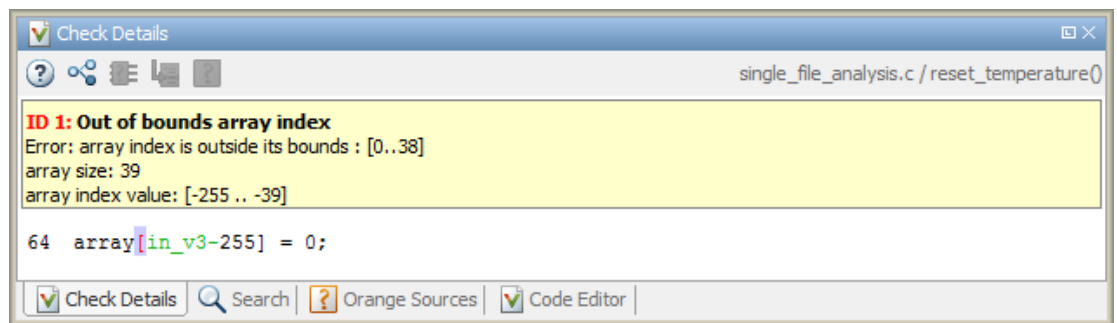 Check Details
single_file_analysis.c / reset_temperature()
ID 1: Out of bounds array index
Error: array index is outside its bounds : [0..38]
array size: 39
array index value: [-255 .. -39]
64 array[in_v3-255] = 0;
Check Details Search Orange Sources Code Editor